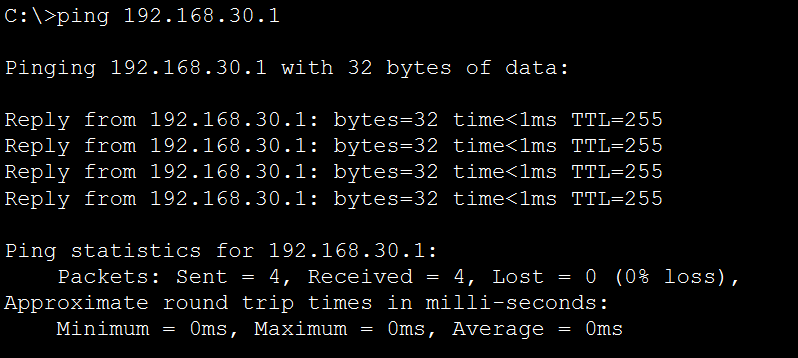 C:\>ping 192.168.30.1
Pinging 192.168.30.1 with 32 bytes of data:
Reply from 192.168.30.1: bytes=32 time<1ms TTL=255
Reply from 192.168.30.1: bytes=32 time<1ms TTL=255
Reply from 192.168.30.1: bytes=32 time<1ms TTL=255
Reply from 192.168.30.1: bytes=32 time<1ms TTL=255
Ping statistics for 192.168.30.1:
    Packets: Sent = 4, Received = 4, Lost = 0 (0% loss),
Approximate round trip times in milli-seconds:
    Minimum = 0ms, Maximum = 0ms, Average = 0ms